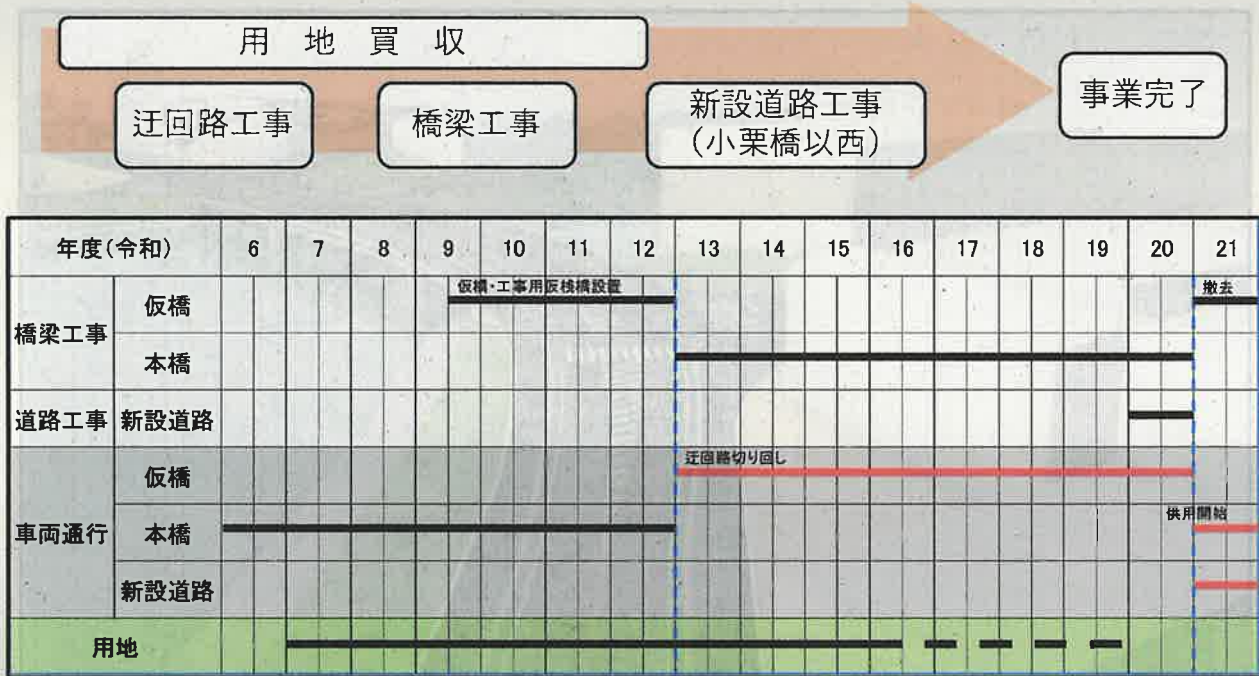 用地買収
迂回路工事
橋梁工事
新設道路工事
(小栗橋以西)
事業完了
年度(令和) 6 7 8 9 10 11 12 13 14 15 16 17 18 19 20 21
橋梁工事
仮橋
仮橋・工事用仮桟橋設置
撤去
本橋
道路工事 新設道路
車両通行
仮橋
迂回路切り回し
本橋
供用開始
新設道路
用地